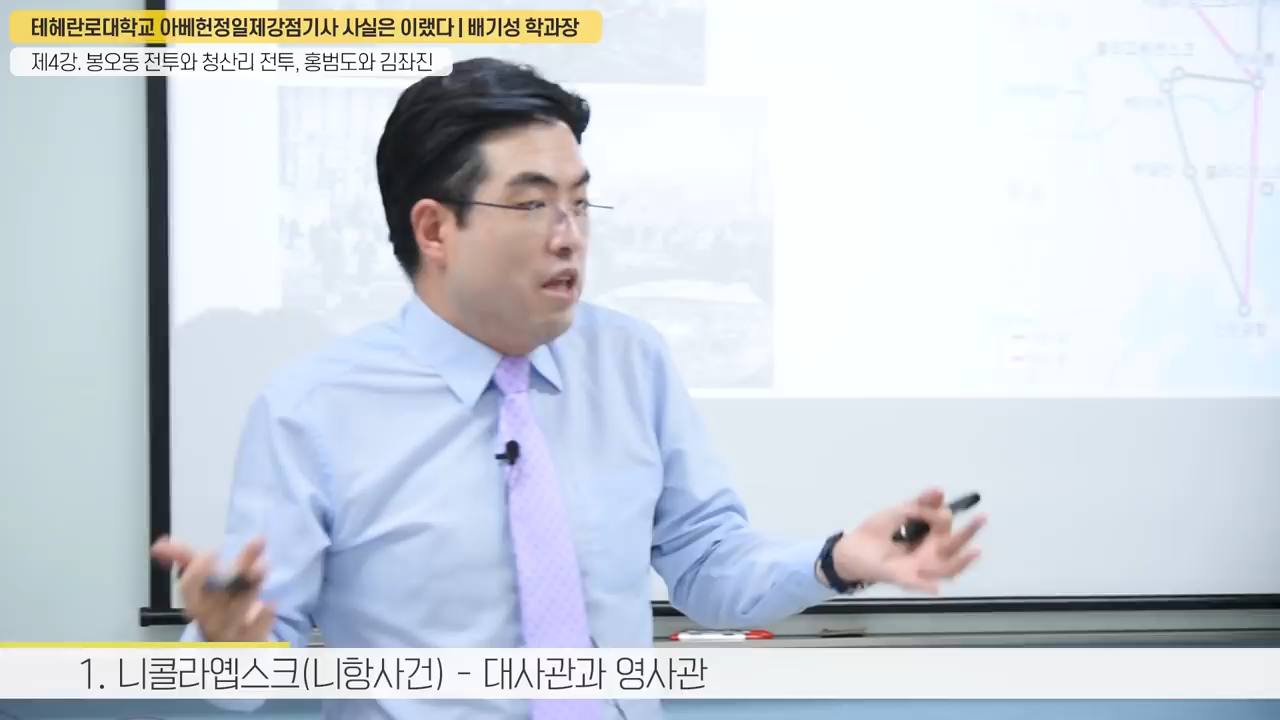 테헤란로대학교 아베헌정일제강점기사 사실은 이랬다 | 배기성 학과장
제4강. 봉오동 전투와 청산리 전투, 홍범도와 김좌진
1. 니콜라옙스크(니항사건) - 대사관과 영사관